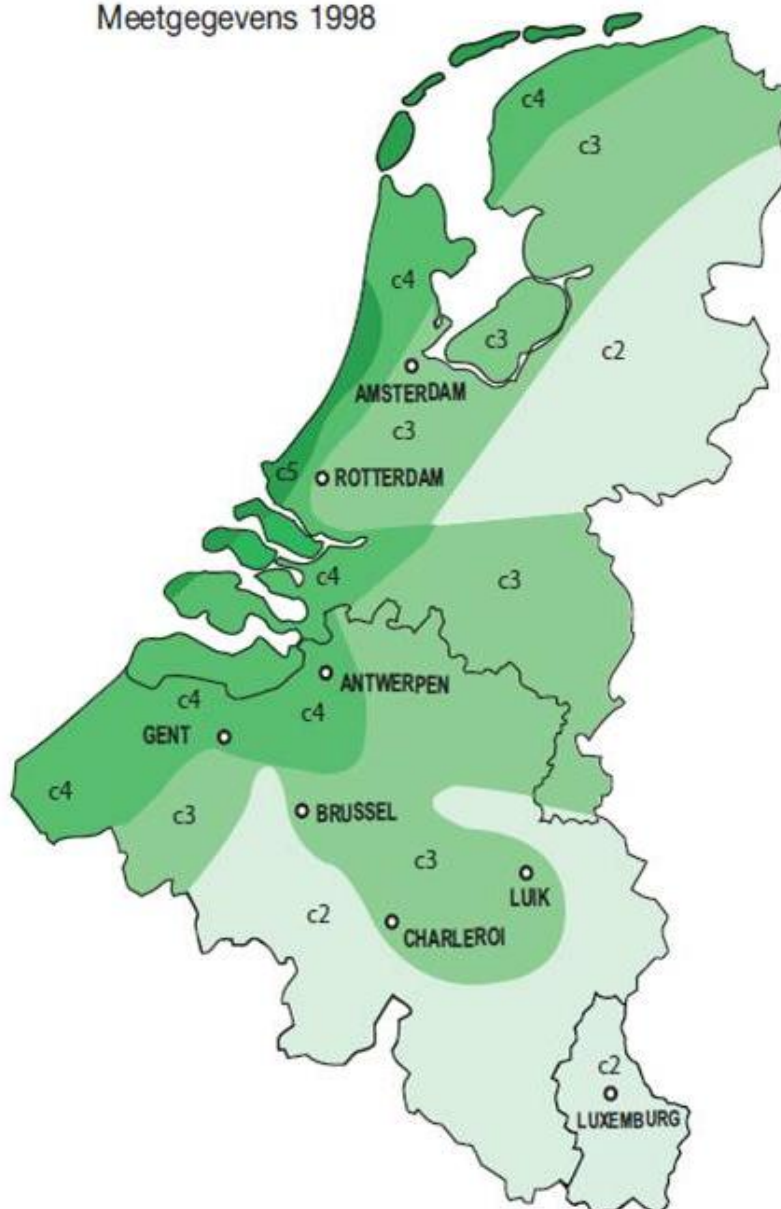 Meetgegevens 1998
c4
c3
c4
c3
c2
AMSTERDAM
c3
c5
ROTTERDAM
c4
c3
ANTWERPEN
c4
c4
GENT
c4
c3
BRUSSEL
c3
LUIK
c2
CHARLEROI
c2
LUXEMBURG